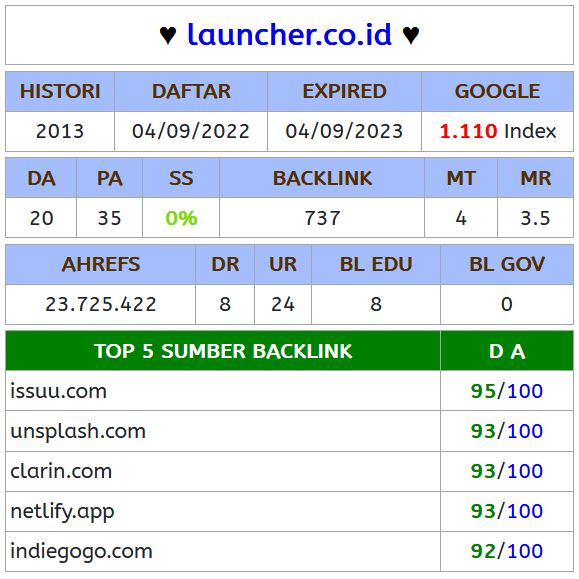 ♥ launcher.co.id ♥
HISTORI DAFTAR EXPIRED GOOGLE
2013 04/09/2022 04/09/2023 1.110 Index
DA PA SS BACKLINK MT MR
20 35 0% 737 4 3.5
AHREFS DR UR BL EDU BL GOV
23.725.422 8 24 8 0
TOP 5 SUMBER BACKLINK D A
issuu.com 95/100
unsplash.com 93/100
clarin.com 93/100
netlify.app 93/100
indiegogo.com 92/100